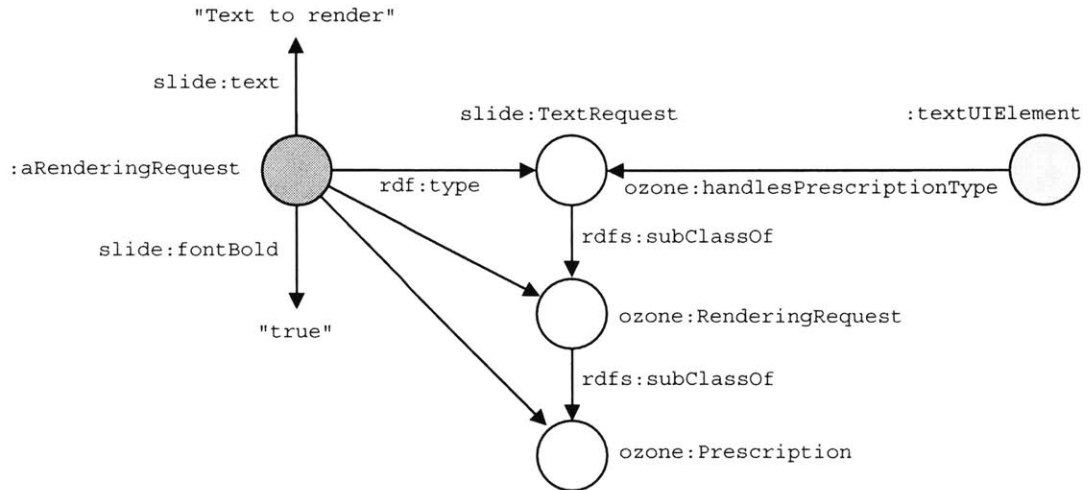 "Text to render"
slide:text
slide:TextRequest
:textUIElement
:aRenderingRequest
rdf:type
ozone:handlesPrescriptionType
slide:fontBold
rdfs:subClassOf
"true"
ozone:RenderingRequest
rdfs:subClassOf
ozone:Prescription